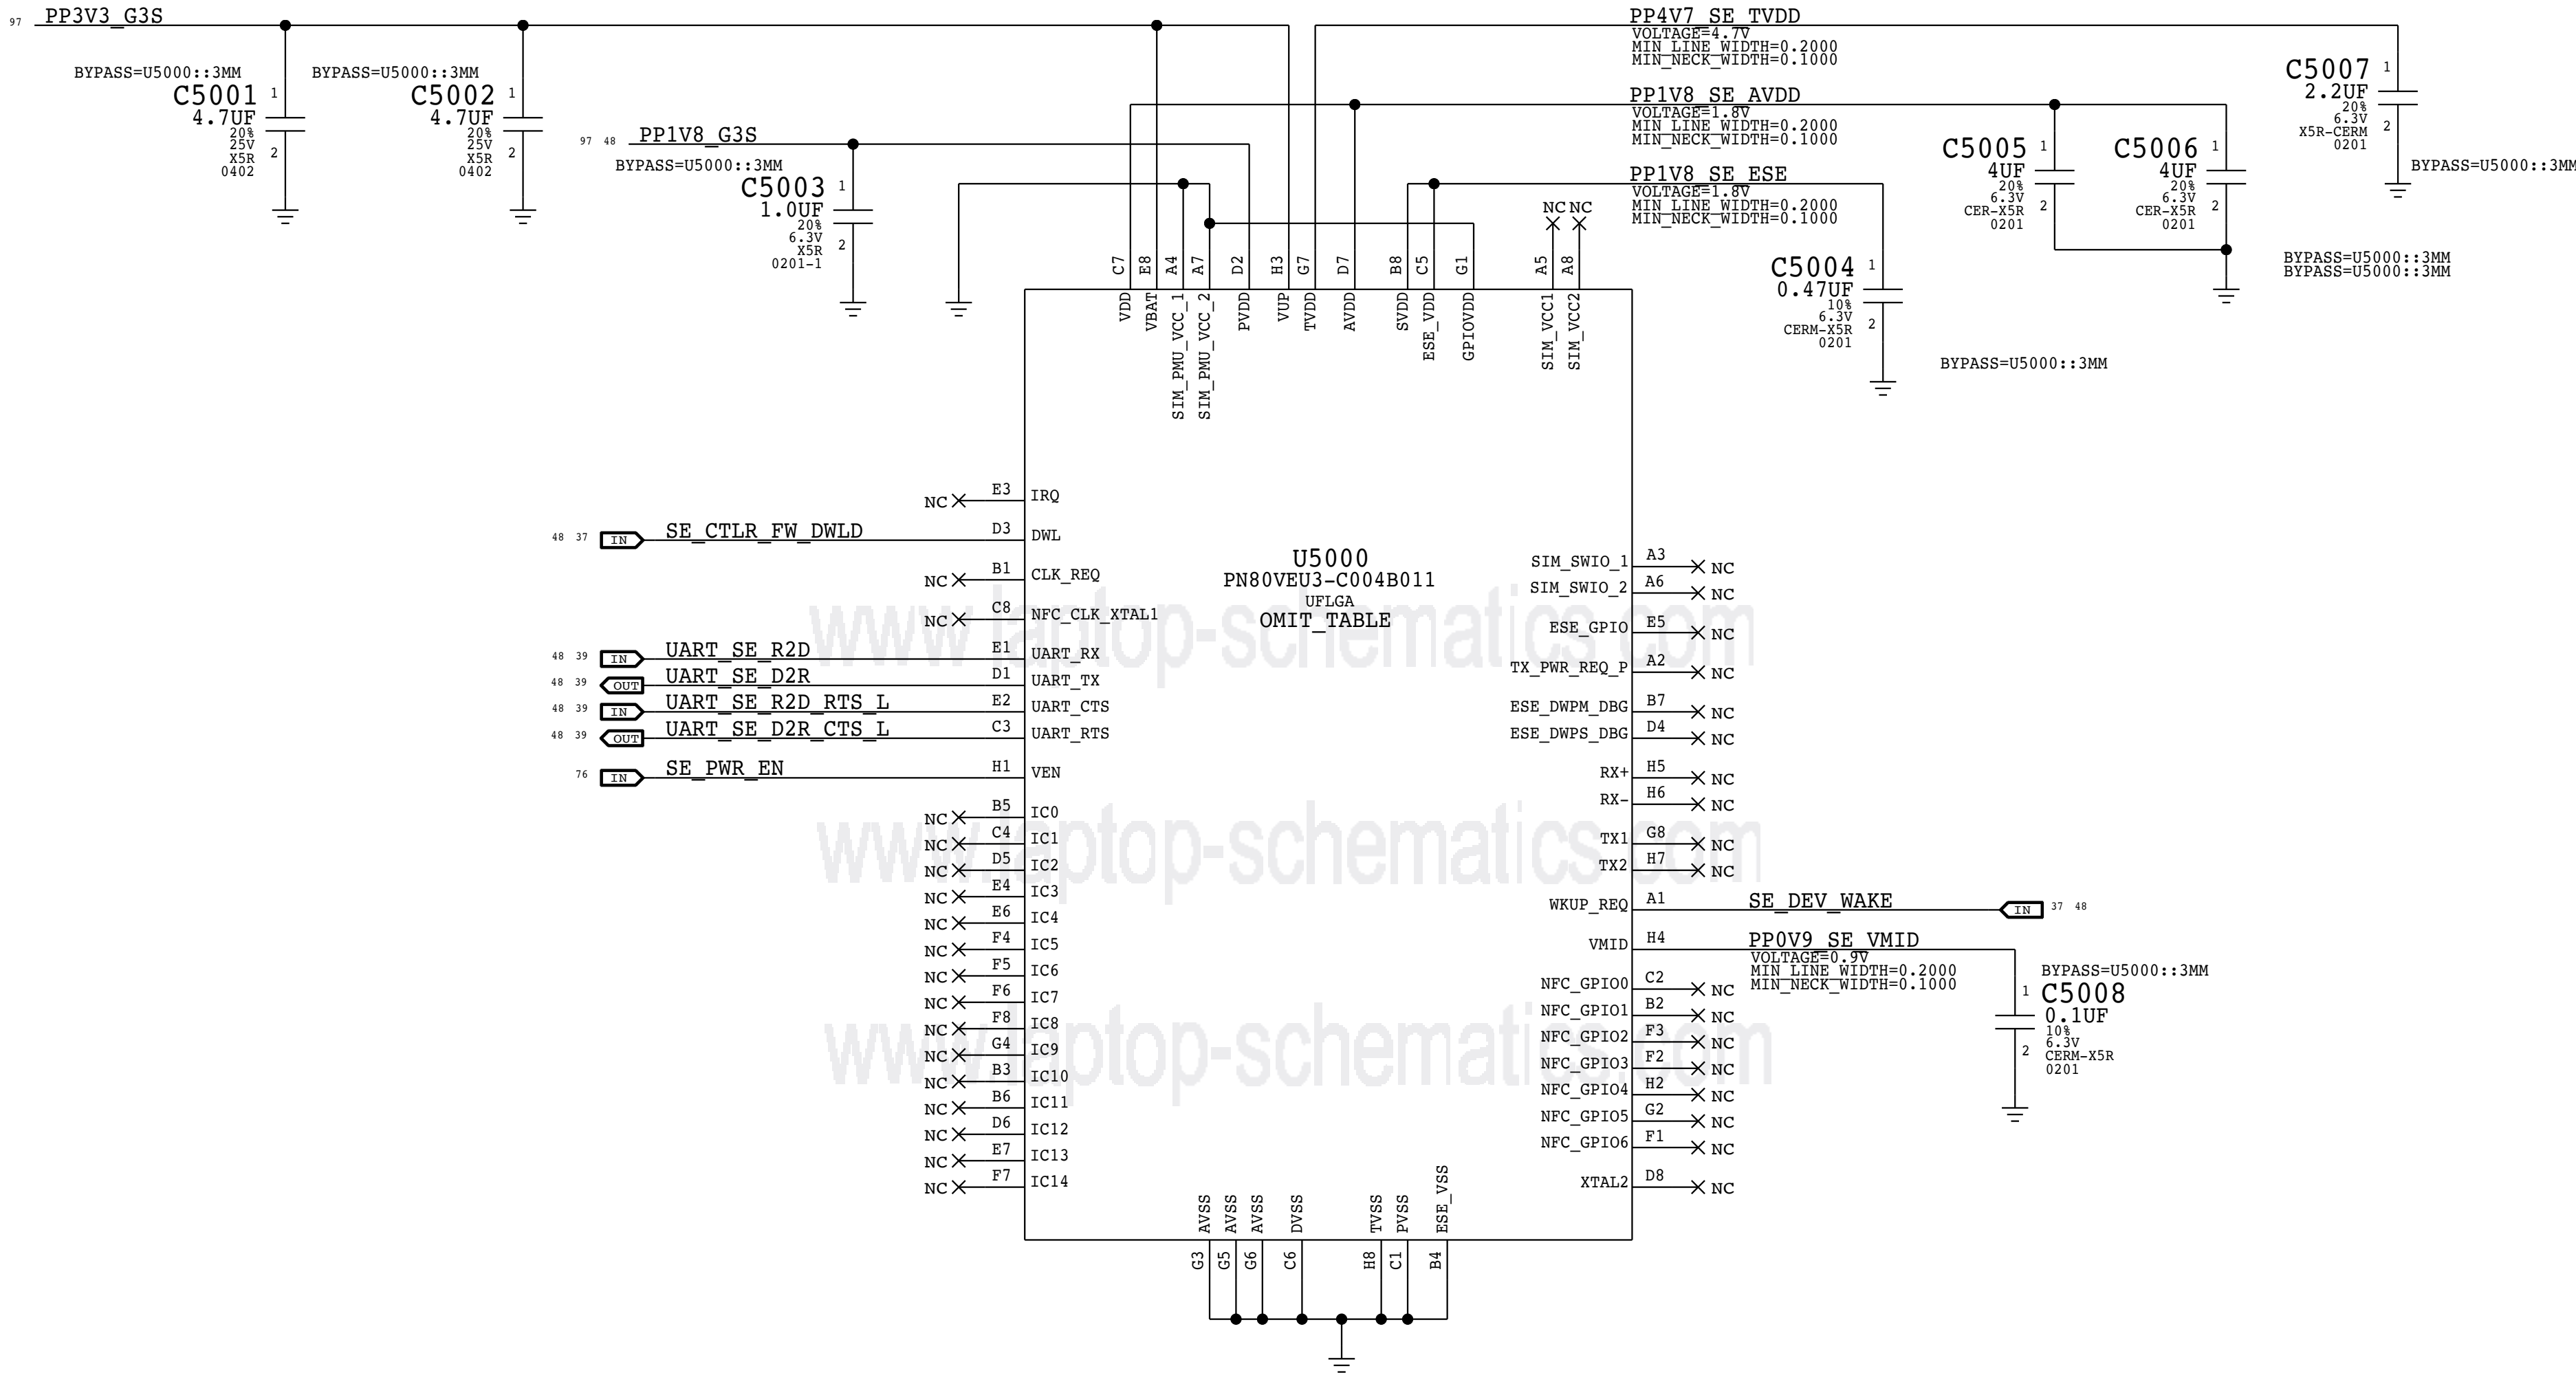 97 PP3V3_G3S
BYPASS=U5000::3MM
C5001 1
4.7UF
20%
25V
X5R 2
0402
BYPASS=U5000::3MM
C5002 1
4.7UF
20%
25V
X5R 2
0402
97 48 PP1V8_G3S
BYPASS=U5000::3MM
C5003 1
1.0UF
20%
6.3V
X5R 2
0201-1
PP4V7_SE_TVDD
VOLTAGE=4.7V
MIN_LINE_WIDTH=0.2000
MIN_NECK_WIDTH=0.1000
PP1V8_SE_AVDD
VOLTAGE=1.8V
MIN_LINE_WIDTH=0.2000
MIN_NECK_WIDTH=0.1000
PP1V8_SE_ESE
VOLTAGE=1.8V
MIN_LINE_WIDTH=0.2000
MIN_NECK_WIDTH=0.1000
C5007 1
2.2UF
20%
6.3V
X5R-CERM 2
0201
BYPASS=U5000::3MM
C5005 1
4UF
20%
6.3V
CER-X5R 2
0201
C5006 1
4UF
20%
6.3V
CER-X5R 2
0201
BYPASS=U5000::3MM
BYPASS=U5000::3MM
C5004 1
0.47UF
10%
6.3V
CERM-X5R 2
0201
BYPASS=U5000::3MM
NC NC
C7 E8 A4 A7 D2 H3 G7 D7 B8 C5 G1 A5 A8
VDD VBAT SIM_PMU_VCC_1 SIM_PMU_VCC_2 PVDD VUP TVDD AVDD SVDD ESE_VDD GPIOVDD SIM_VCC1 SIM_VCC2
NC E3 IRQ
48 37 IN SE_CTLR_FW_DWLD D3 DWL
NC B1 CLK_REQ
NC C8 NFC_CLK_XTAL1
48 39 IN UART_SE_R2D E1 UART_RX
48 39 OUT UART_SE_D2R D1 UART_TX
48 39 IN UART_SE_R2D_RTS_L E2 UART_CTS
48 39 OUT UART_SE_D2R_CTS_L C3 UART_RTS
76 IN SE_PWR_EN H1 VEN
NC B5 IC0
NC C4 IC1
NC D5 IC2
NC E4 IC3
NC E6 IC4
NC F4 IC5
NC F5 IC6
NC F6 IC7
NC F8 IC8
NC G4 IC9
NC B3 IC10
NC B6 IC11
NC D6 IC12
NC E7 IC13
NC F7 IC14
U5000
PN80VEU3-C004B011
UFLGA
OMIT_TABLE
www.laptop-schematics.com
www.laptop-schematics.com
www.laptop-schematics.com
SIM_SWIO_1 A3 NC
SIM_SWIO_2 A6 NC
ESE_GPIO E5 NC
TX_PWR_REQ_P A2 NC
ESE_DWPM_DBG B7 NC
ESE_DWPS_DBG D4 NC
RX+ H5 NC
RX- H6 NC
TX1 G8 NC
TX2 H7 NC
WKUP_REQ A1 SE_DEV_WAKE IN 37 48
VMID H4 PP0V9_SE_VMID
VOLTAGE=0.9V
MIN_LINE_WIDTH=0.2000
MIN_NECK_WIDTH=0.1000
NFC_GPIO0 C2 NC
NFC_GPIO1 B2 NC
NFC_GPIO2 F3 NC
NFC_GPIO3 F2 NC
NFC_GPIO4 H2 NC
NFC_GPIO5 G2 NC
NFC_GPIO6 F1 NC
XTAL2 D8 NC
BYPASS=U5000::3MM
1 C5008
0.1UF
10%
6.3V
2 CERM-X5R
0201
AVSS AVSS AVSS DVSS TVSS PVSS ESE_VSS
G3 G5 G6 C6 H8 C1 B4